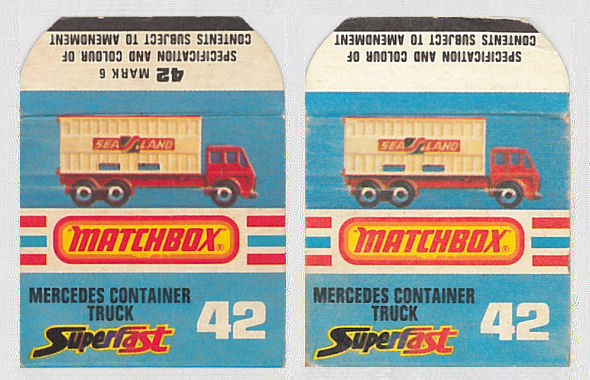 CONTENTS SUBJECT TO AMENDMENT
SPECIFICATION AND COLOUR OF
42 MARK 6
SEA LAND
"MATCHBOX"®
MERCEDES CONTAINER
TRUCK
Superfast
42
CONTENTS SUBJECT TO AMENDMENT
SPECIFICATION AND COLOUR OF
SEA LAND
"MATCHBOX"®
MERCEDES CONTAINER
TRUCK
Superfast
42